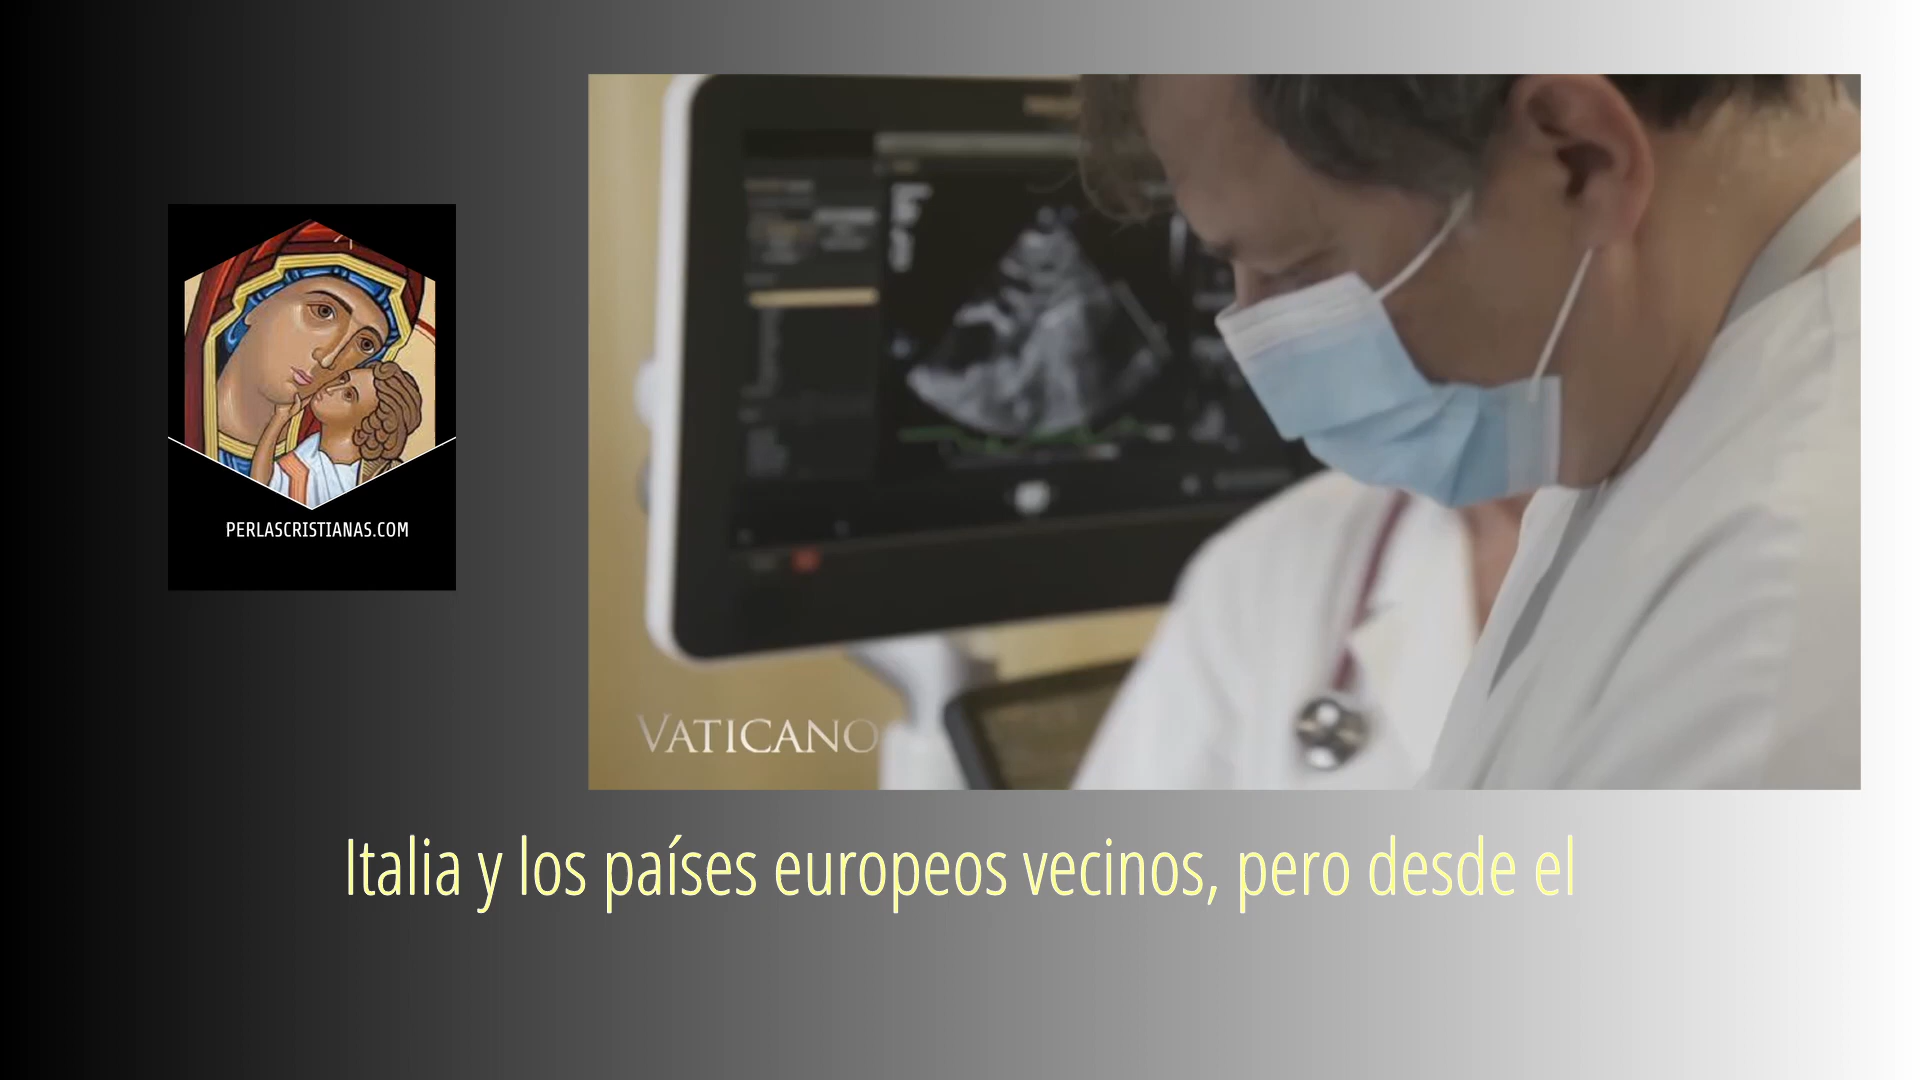 PERLASCRISTIANAS.COM
VATICANO
Italia y los países europeos vecinos, pero desde el